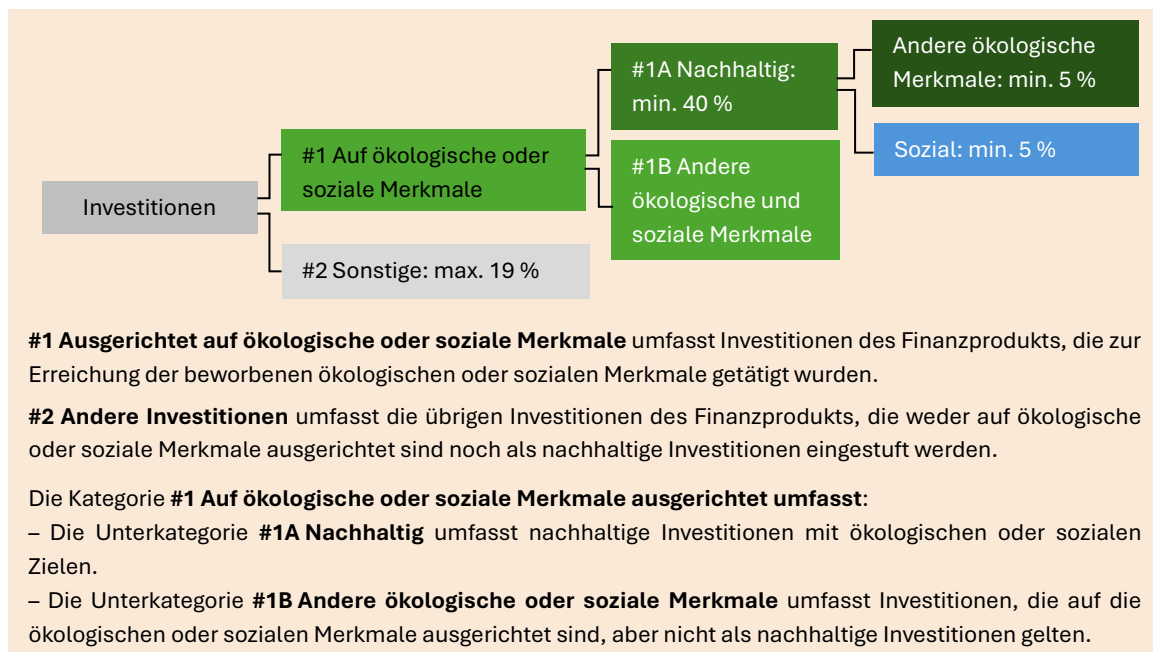 Andere ökologische
Merkmale: min. 5 %
#1A Nachhaltig:
min. 40 %
Sozial: min. 5 %
#1 Auf ökologische oder
soziale Merkmale
#1B Andere
ökologische und
soziale Merkmale
Investitionen
#2 Sonstige: max. 19 %
#1 Ausgerichtet auf ökologische oder soziale Merkmale umfasst Investitionen des Finanzprodukts, die zur
Erreichung der beworbenen ökologischen oder sozialen Merkmale getätigt wurden.
#2 Andere Investitionen umfasst die übrigen Investitionen des Finanzprodukts, die weder auf ökologische
oder soziale Merkmale ausgerichtet sind noch als nachhaltige Investitionen eingestuft werden.
Die Kategorie #1 Auf ökologische oder soziale Merkmale ausgerichtet umfasst:
– Die Unterkategorie #1A Nachhaltig umfasst nachhaltige Investitionen mit ökologischen oder sozialen
Zielen.
– Die Unterkategorie #1B Andere ökologische oder soziale Merkmale umfasst Investitionen, die auf die
ökologischen oder sozialen Merkmale ausgerichtet sind, aber nicht als nachhaltige Investitionen gelten.